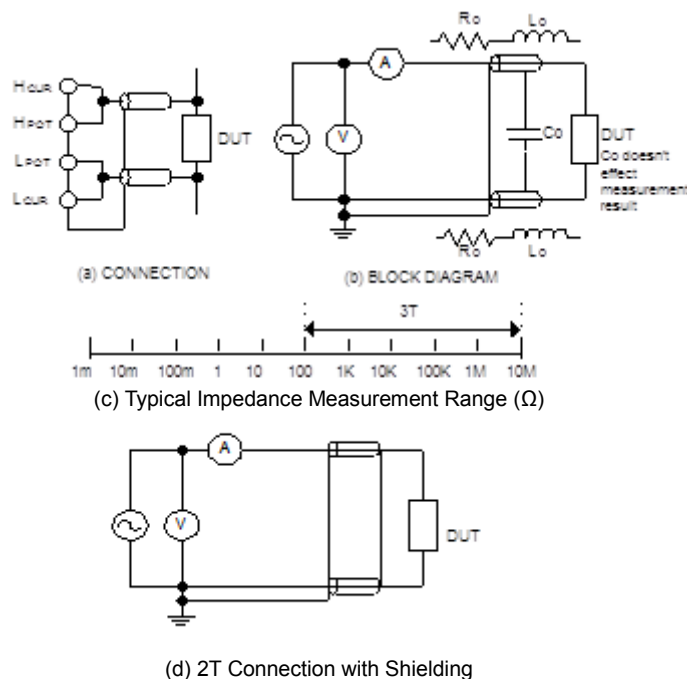 Ro Lo
HCUR
HPOT
LPOT
LCUR
DUT
A
V
Co
DUT
Co doesn't
effect
measurement
result
Ro Lo
(a) CONNECTION
(b) BLOCK DIAGRAM
3T
1m 10m 100m 1 10 100 1K 10K 100K 1M 10M
(c) Typical Impedance Measurement Range (Ω)
A
V
DUT
(d) 2T Connection with Shielding